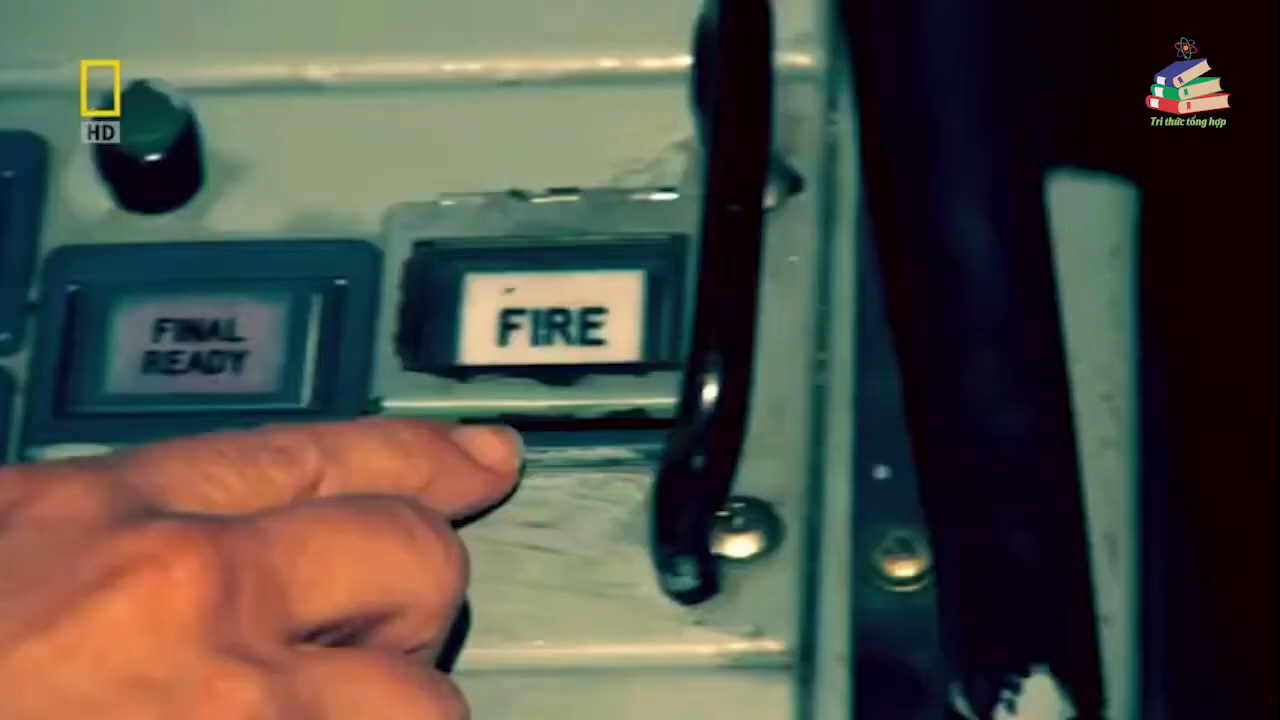 HD
Tri thức tổng hợp
FINAL
READY
FIRE